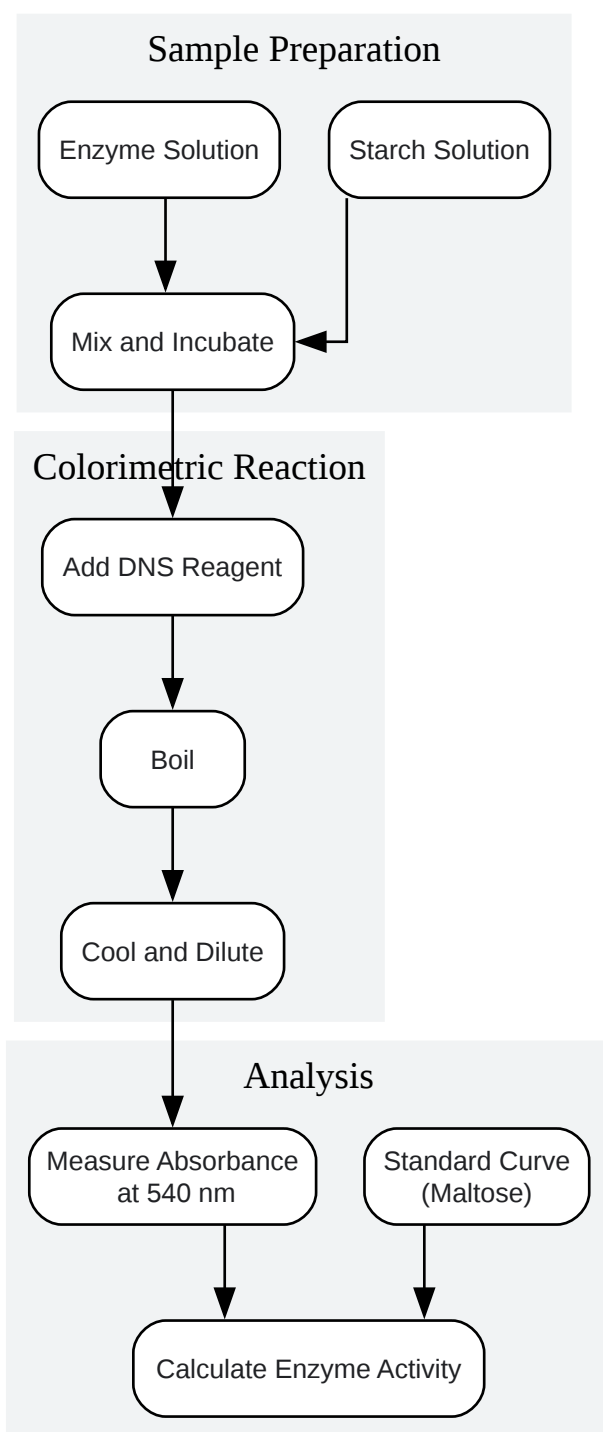 Sample Preparation
Enzyme Solution
Starch Solution
Mix and Incubate
Colorimetric Reaction
Add DNS Reagent
Boil
Cool and Dilute
Analysis
Measure Absorbance
at 540 nm
Standard Curve
(Maltose)
Calculate Enzyme Activity